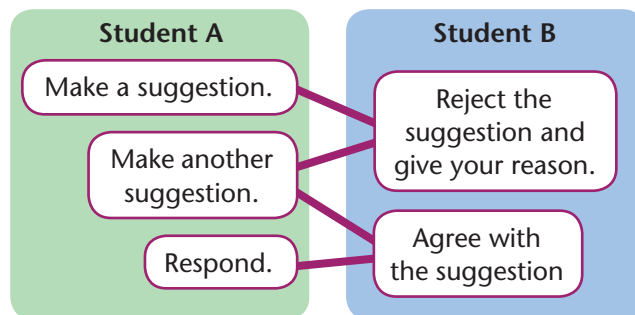 Student A
Make a suggestion.
Make another
suggestion.
Respond.
Student B
Reject the
suggestion and
give your reason.
Agree with
the suggestion